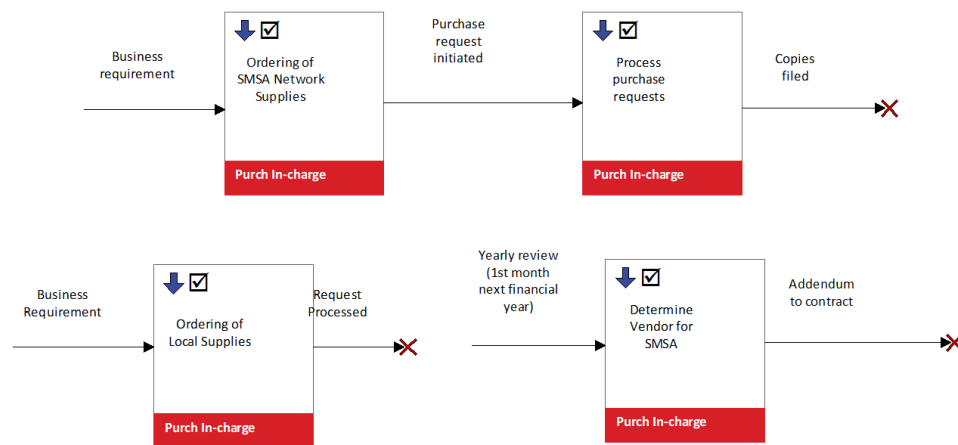 Business
requirement
Ordering of
SMSA Network
Supplies
Purch In-charge
Purchase
request
initiated
Process
purchase
requests
Purch In-charge
Copies
filed
Business
Requirement
Ordering of
Local Supplies
Purch In-charge
Request
Processed
Yearly review
(1st month
next financial
year)
Determine
Vendor for
SMSA
Purch In-charge
Addendum
to contract